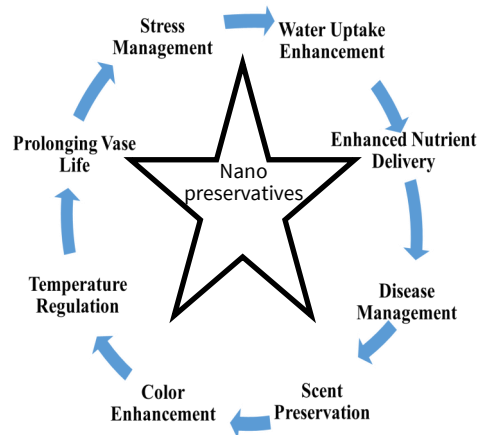 Stress
Management
Water Uptake
Enhancement
Enhanced Nutrient
Delivery
Disease
Management
Scent
Preservation
Color
Enhancement
Temperature
Regulation
Prolonging Vase
Life
Nano
preservatives